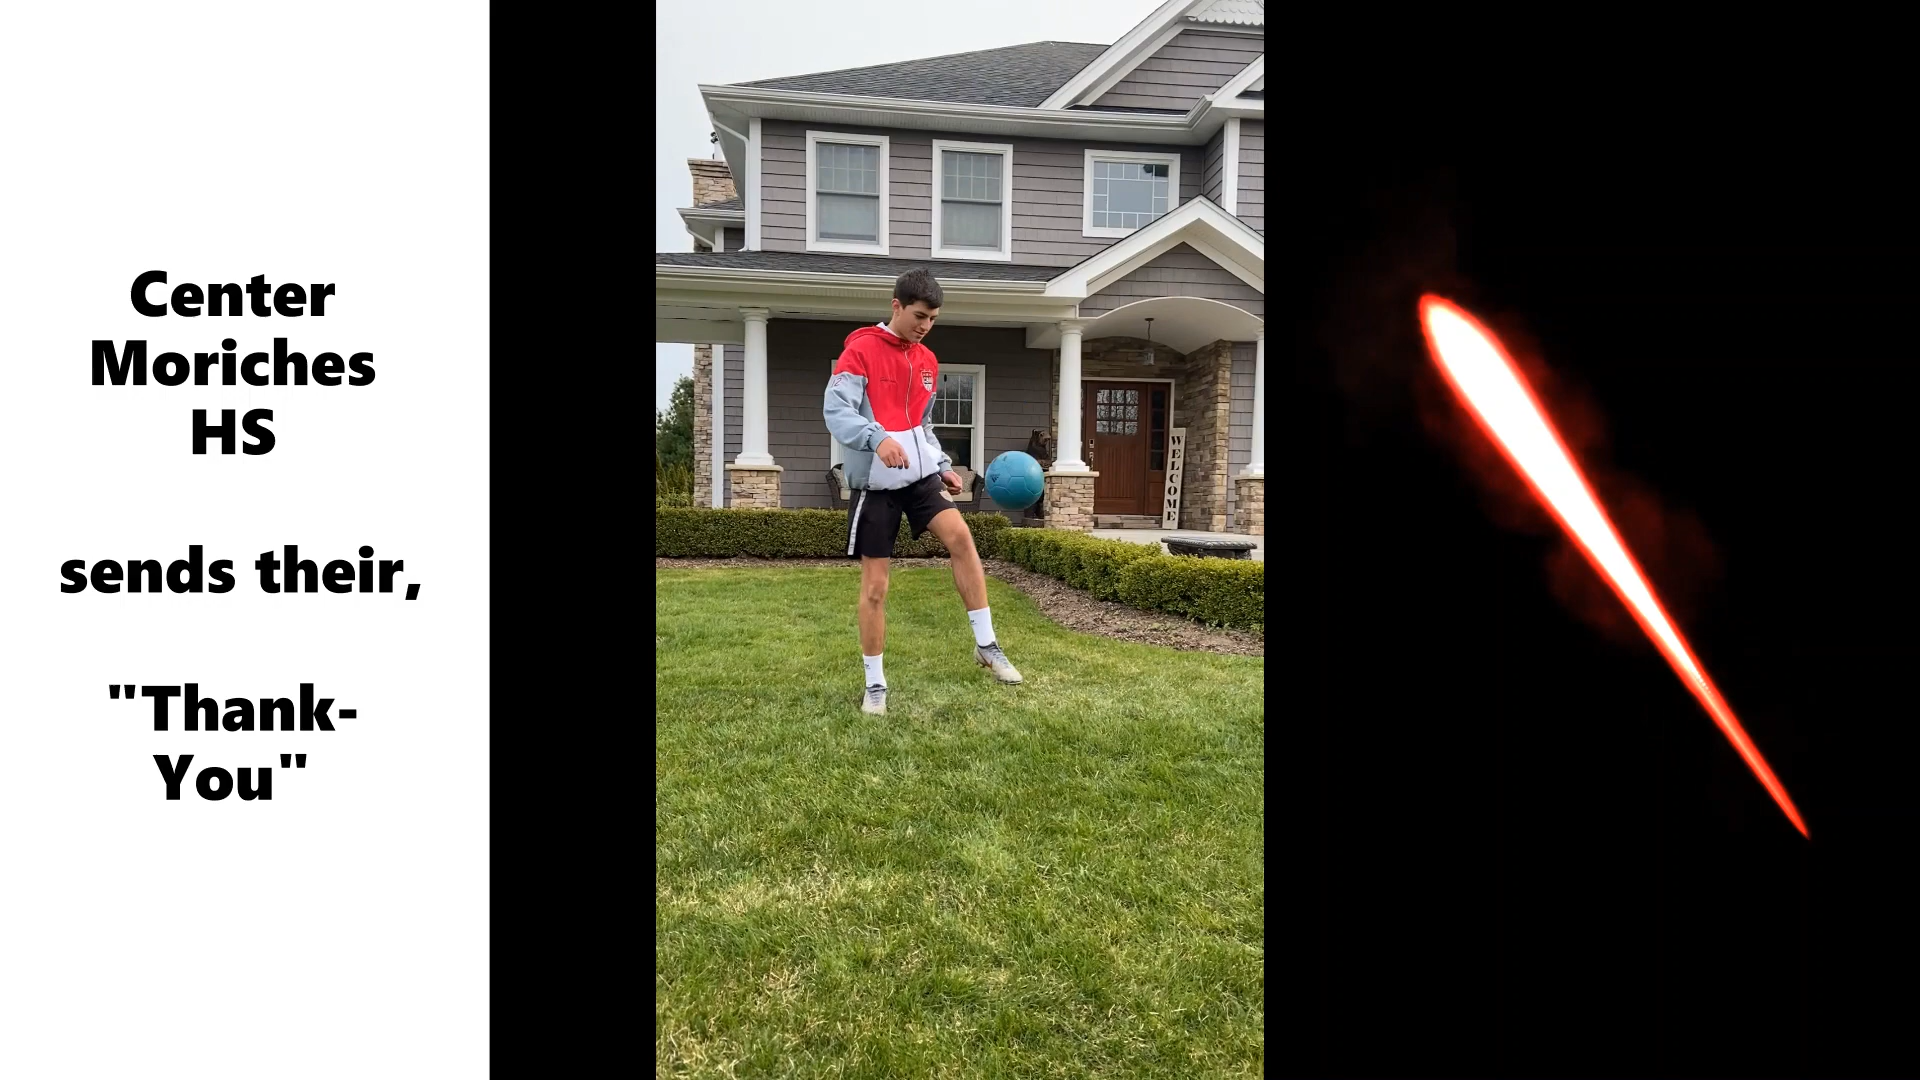 Center
Moriches
HS
sends their,
"Thank-
You"
WELCOME